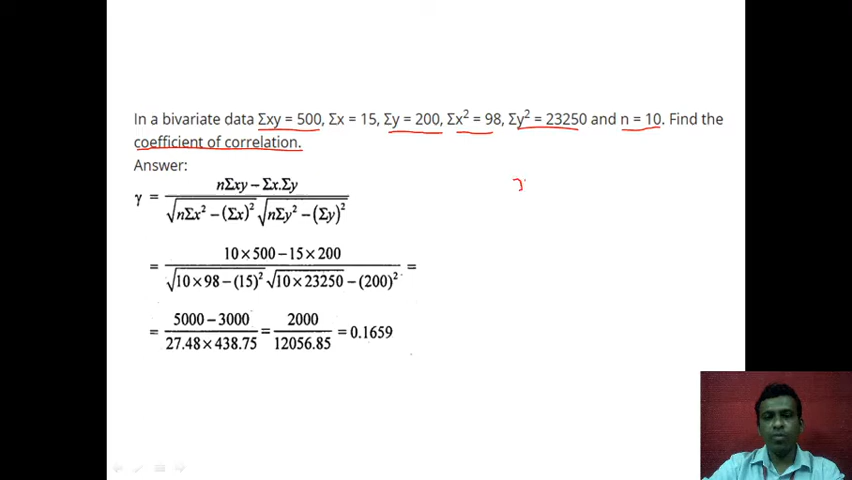 In a bivariate data Σxy = 500, Σx = 15, Σy = 200, Σx² = 98, Σy² = 23250 and n = 10. Find the
coefficient of correlation.
Answer:
γ = (nΣxy – Σx.Σy) / (√(nΣx² – (Σx)²) √(nΣy² – (Σy)²))
= (10×500 – 15×200) / (√(10×98 – (15)²) √(10×23250 – (200)²)) =
= (5000 – 3000) / (27.48 × 438.75) = 2000 / 12056.85 = 0.1659